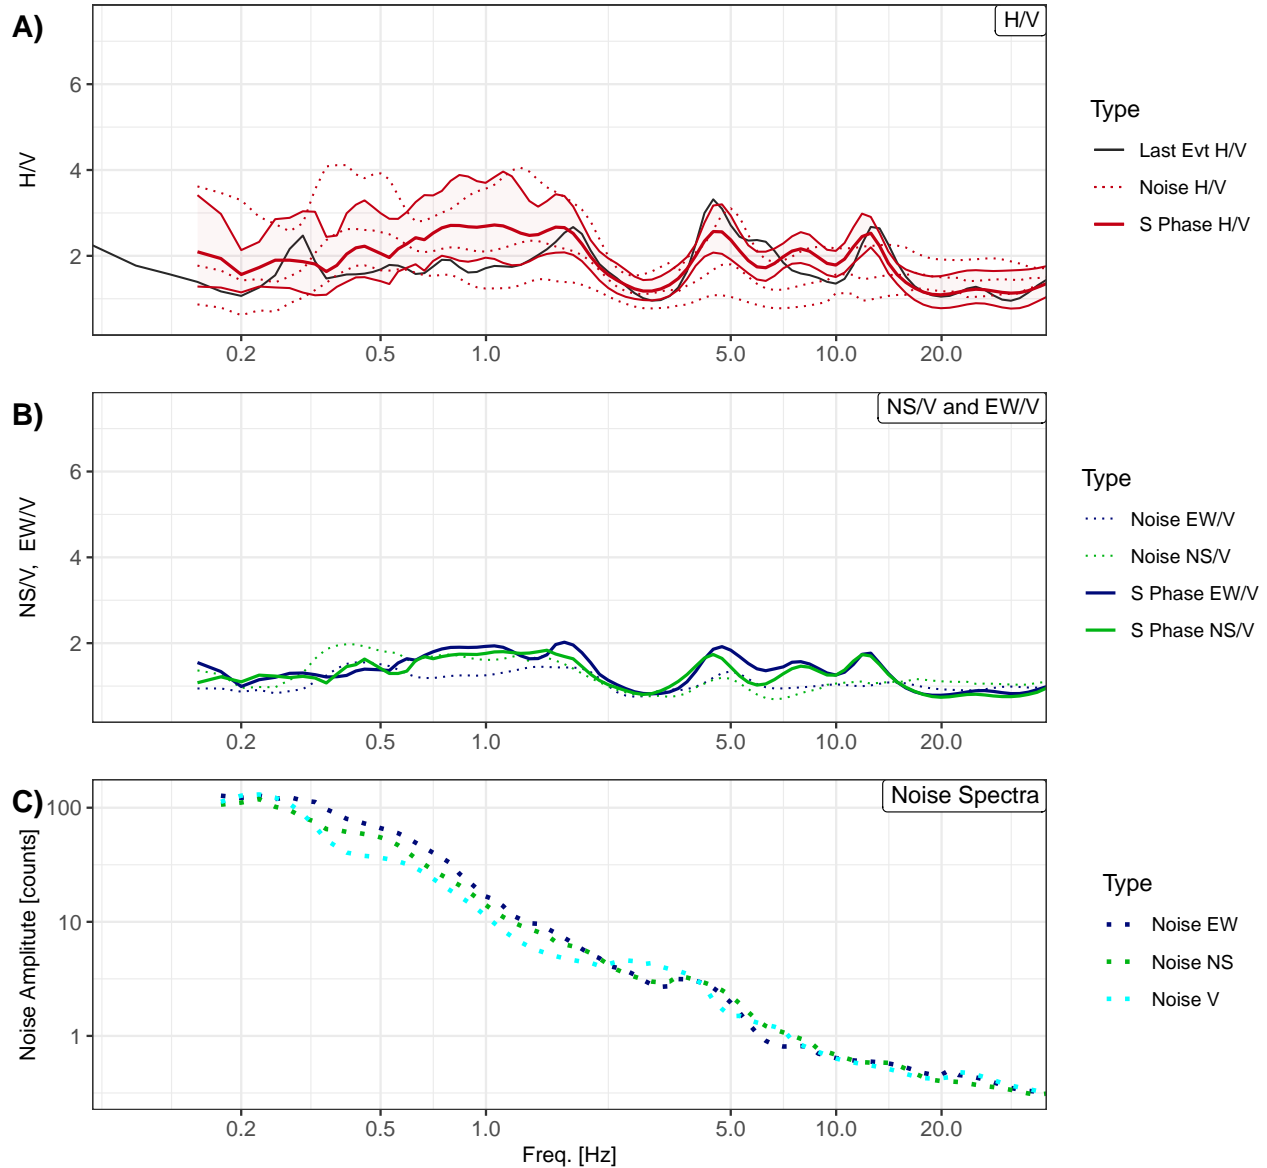 A)
H/V
6
4
2
H/V
0.2 0.5 1.0 5.0 10.0 20.0
Type
Last Evt H/V
Noise H/V
S Phase H/V
B)
NS/V and EW/V
6
4
2
NS/V, EW/V
0.2 0.5 1.0 5.0 10.0 20.0
Type
Noise EW/V
Noise NS/V
S Phase EW/V
S Phase NS/V
C)
Noise Spectra
100
10
1
Noise Amplitute [counts]
0.2 0.5 1.0 5.0 10.0 20.0
Freq. [Hz]
Type
Noise EW
Noise NS
Noise V